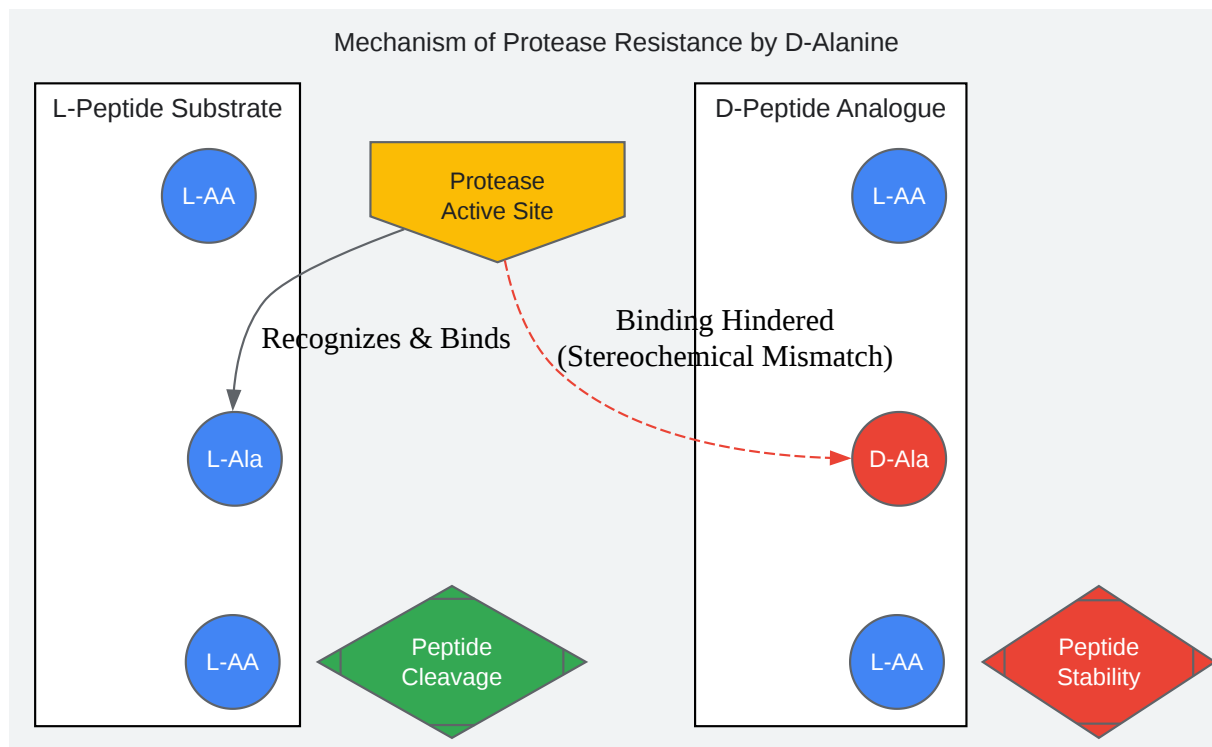 Mechanism of Protease Resistance by D-Alanine
L-Peptide Substrate
L-AA
L-Ala
L-AA
Protease
Active Site
Recognizes & Binds
Binding Hindered
(Stereochemical Mismatch)
Peptide
Cleavage
D-Peptide Analogue
L-AA
D-Ala
L-AA
Peptide
Stability